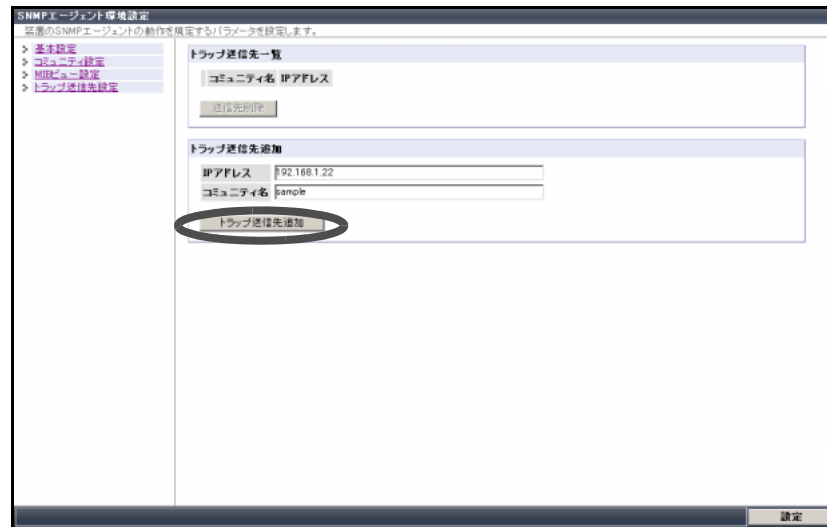 SNMPエージェント環境設定
装置のSNMPエージェントの動作を規定するパラメータを設定します。
> 基本設定
> コミュニティ設定
> MIBビュー設定
> トラップ送信先設定
トラップ送信先一覧
コミュニティ名 IPアドレス
送信先削除
トラップ送信先追加
IPアドレス 192.168.1.22
コミュニティ名 sample
トラップ送信先追加
設定